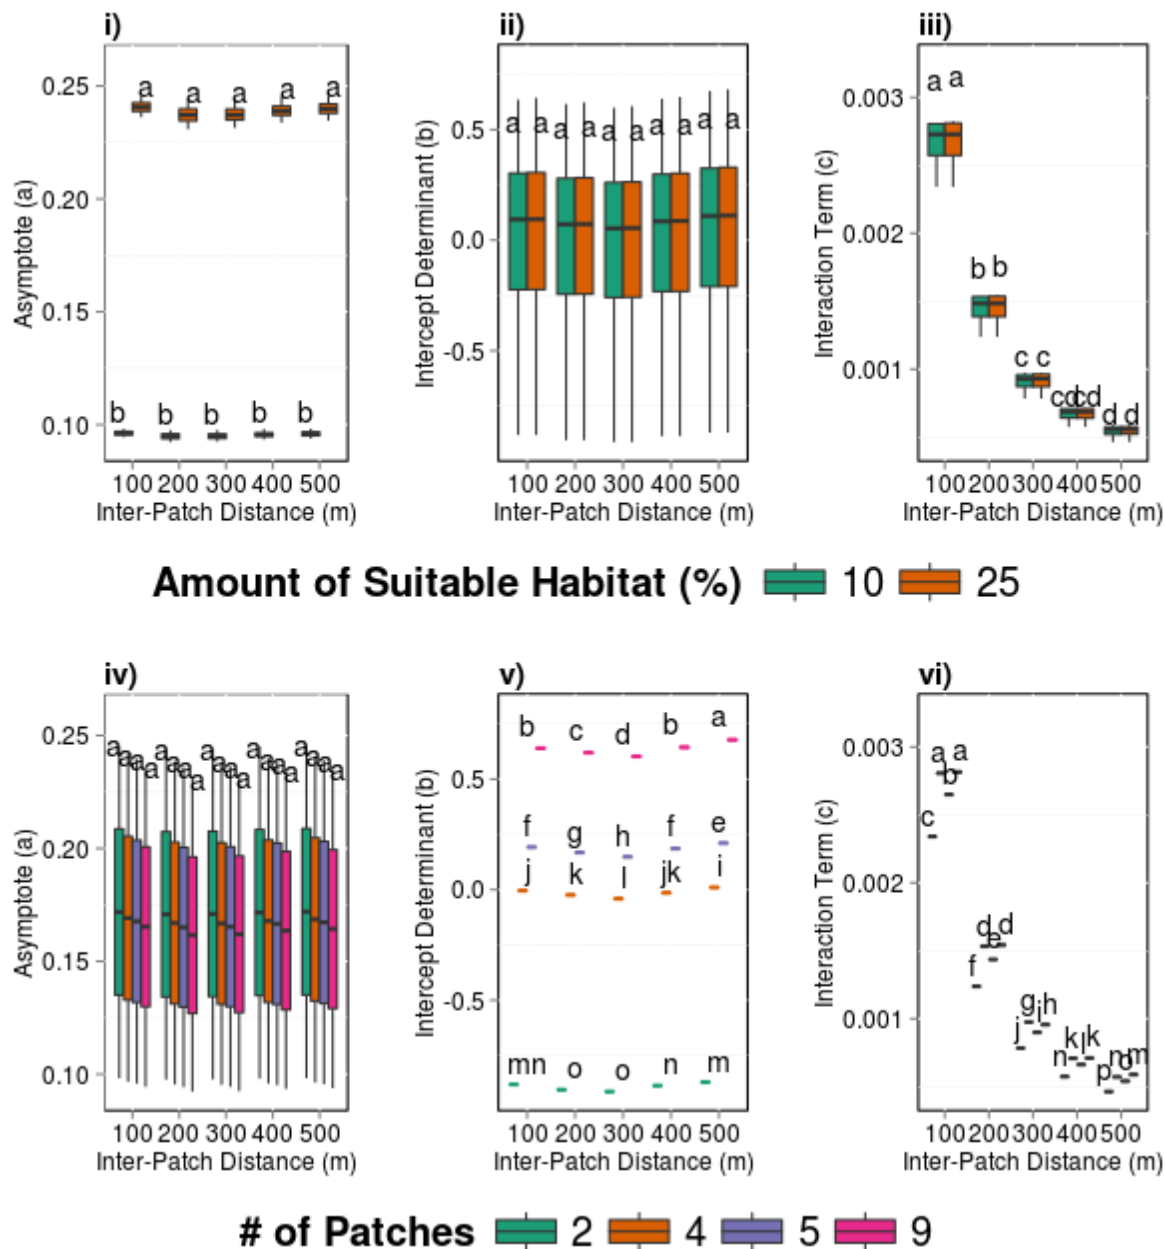 i)
Asymptote (a)
0.25
0.20
0.15
0.10
a a a a a
b b b b b
100 200 300 400 500
Inter-Patch Distance (m)
ii)
Intercept Determinant (b)
0.5
0.0
-0.5
a a a a a a a a a a
100 200 300 400 500
Inter-Patch Distance (m)
iii)
Interaction Term (c)
0.003
0.002
0.001
a a
b b
c c
cd cd
d d
100 200 300 400 500
Inter-Patch Distance (m)
Amount of Suitable Habitat (%) 10 25
iv)
Asymptote (a)
0.25
0.20
0.15
0.10
a a a a a a a a a a a a a a a a a a a a
100 200 300 400 500
Inter-Patch Distance (m)
v)
Intercept Determinant (b)
0.5
0.0
-0.5
b c d b a
f g h f e
j k l jk i
mn o o n m
100 200 300 400 500
Inter-Patch Distance (m)
vi)
Interaction Term (c)
0.003
0.002
0.001
c a b a
f d e d
j g i h
n k l k
p n o m
100 200 300 400 500
Inter-Patch Distance (m)
# of Patches 2 4 5 9